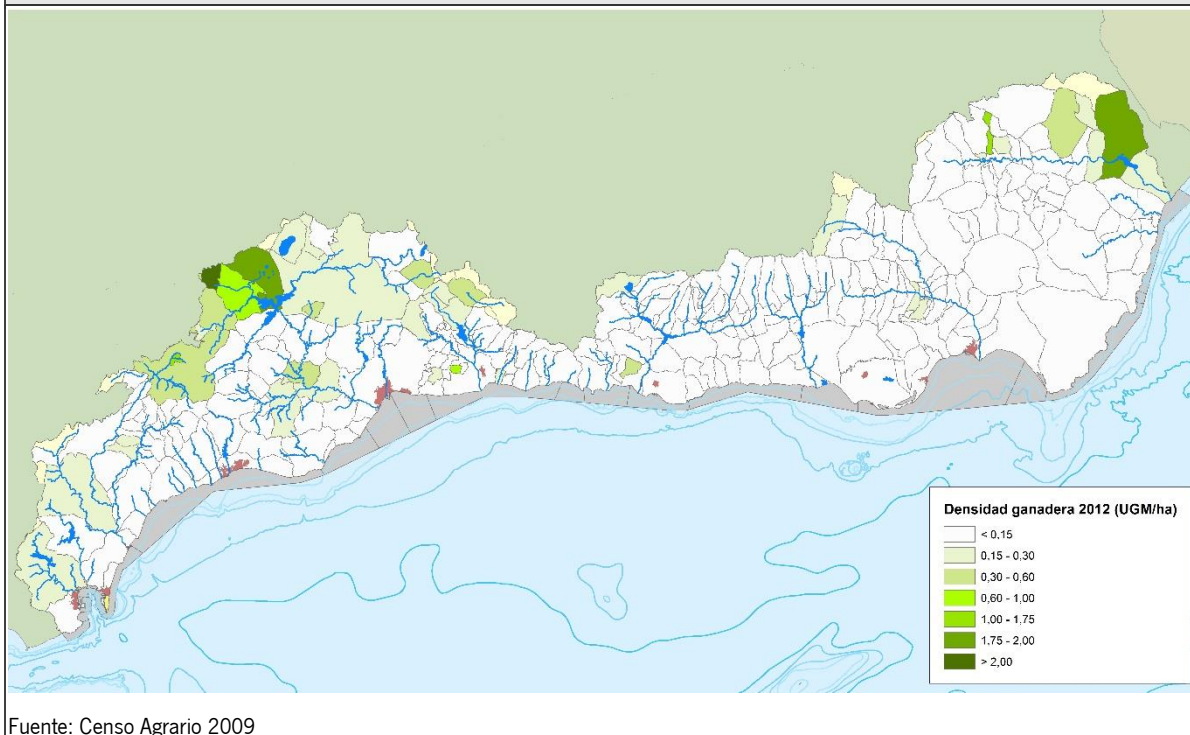 Densidad ganadera 2012 (UGM/ha)
< 0.15
0.15 - 0,30
0,30 - 0,60
0,60 - 1,00
1,00 - 1,75
1,75 - 2,00
> 2,00
Fuente: Censo Agrario 2009